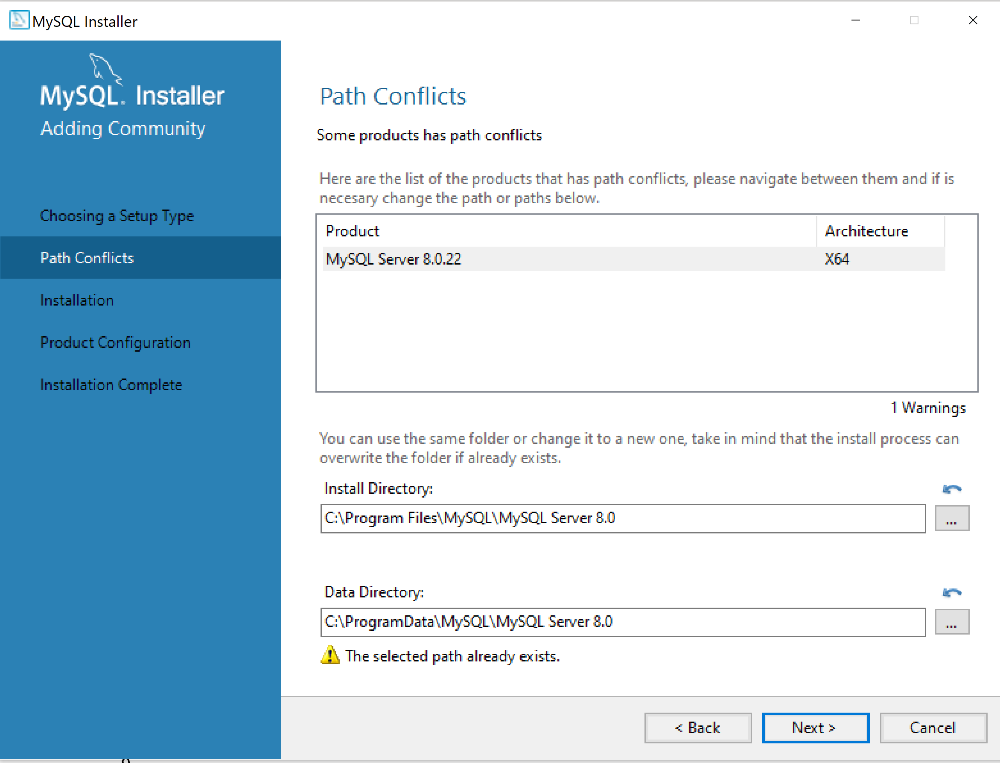 MySQL Installer
MySQL. Installer
Adding Community
Choosing a Setup Type
Path Conflicts
Installation
Product Configuration
Installation Complete
Path Conflicts
Some products has path conflicts
Here are the list of the products that has path conflicts, please navigate between them and if is
necesary change the path or paths below.
Product Architecture
MySQL Server 8.0.22 X64
1 Warnings
You can use the same folder or change it to a new one, take in mind that the install process can
overwrite the folder if already exists.
Install Directory:
C:\Program Files\MySQL\MySQL Server 8.0
...
Data Directory:
C:\ProgramData\MySQL\MySQL Server 8.0
...
The selected path already exists.
< Back Next > Cancel